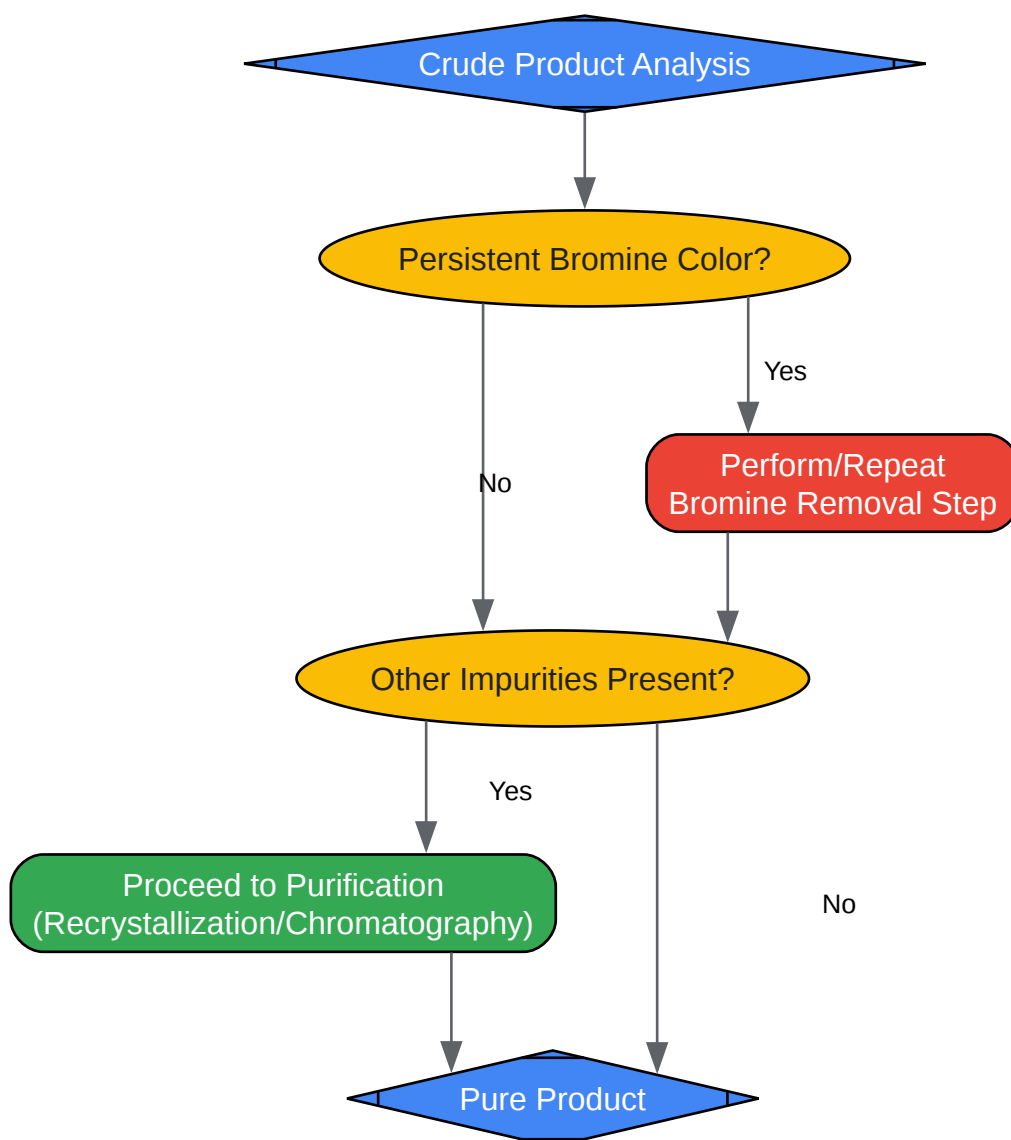 Crude Product Analysis
Persistent Bromine Color?
Yes
Perform/Repeat
Bromine Removal Step
No
Other Impurities Present?
Yes
Proceed to Purification
(Recrystallization/Chromatography)
No
Pure Product